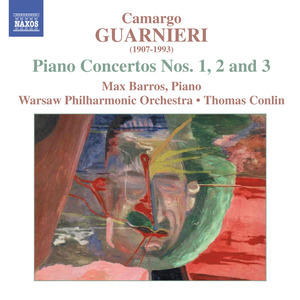 NAXOS
Camargo
GUARNIERI
(1907-1993)
Piano Concertos Nos. 1, 2 and 3
Max Barros, Piano
Warsaw Philharmonic Orchestra • Thomas Conlin